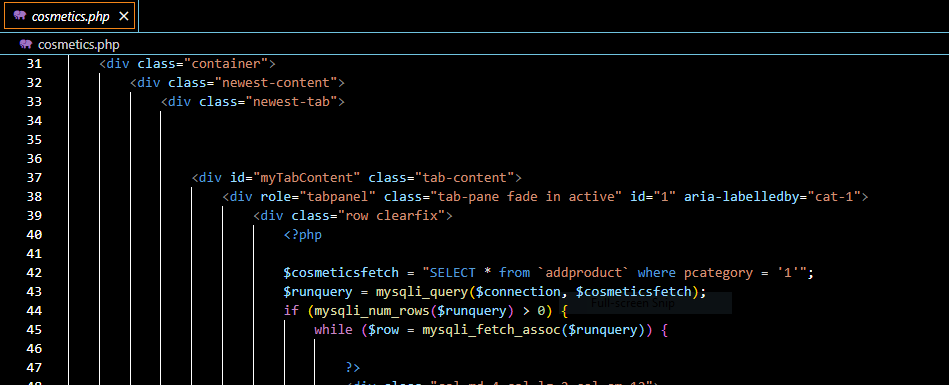 cosmetics.php
cosmetics.php
31 <div class="container">
32 <div class="newest-content">
33 <div class="newest-tab">
34
35
36
37 <div id="myTabContent" class="tab-content">
38 <div role="tabpanel" class="tab-pane fade in active" id="1" aria-labelledby="cat-1">
39 <div class="row clearfix">
40 <?php
41
42 $cosmeticsfetch = "SELECT * from `addproduct` where pcategory = '1'";
43 $runquery = mysqli_query($connection, $cosmeticsfetch);
44 if (mysqli_num_rows($runquery) > 0) {
45 while ($row = mysqli_fetch_assoc($runquery)) {
46
47 ?>